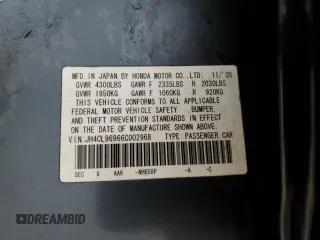 MFD. IN JAPAN BY HONDA MOTOR CO.,LTD. 11/05
GVWR 4300LBS GAWR F 2335LBS R 2030LBS
GVWR 1950KG GAWR F 1060KG R 920KG
THIS VEHICLE CONFORMS TO ALL APPLICABLE
FEDERAL MOTOR VEHICLE SAFETY ,BUMPER,
AND THEFT PREVENTION STANDARDS IN EFFECT
ON THE DATE OF MANUFACTURE SHOWN ABOVE.
V.I.N.:JH4CL96966C002968 TYPE: PASSENGER CAR
SEC 6 AA6 -NH658P -A -C